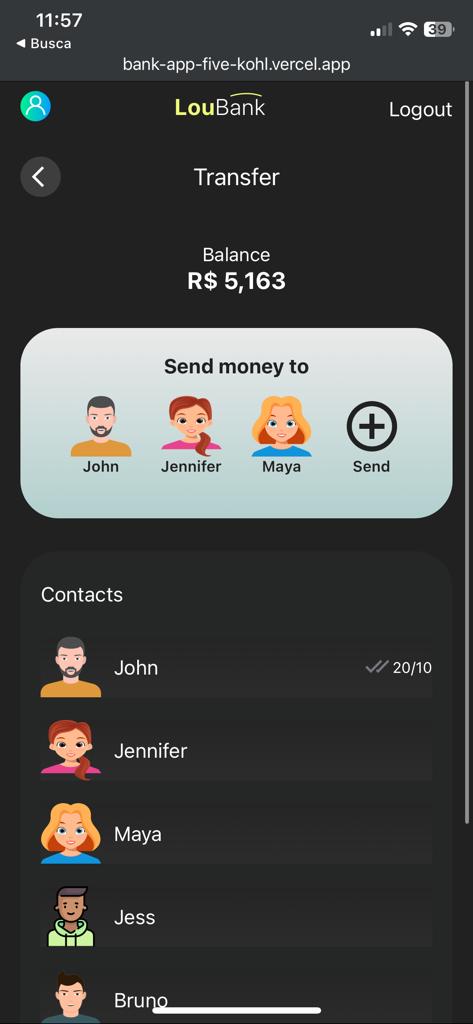 11:57
39
◀ Busca
bank-app-five-kohl.vercel.app
LouBank
Logout
Transfer
Balance
R$ 5,163
Send money to
John
Jennifer
Maya
Send
Contacts
John
20/10
Jennifer
Maya
Jess
Bruno